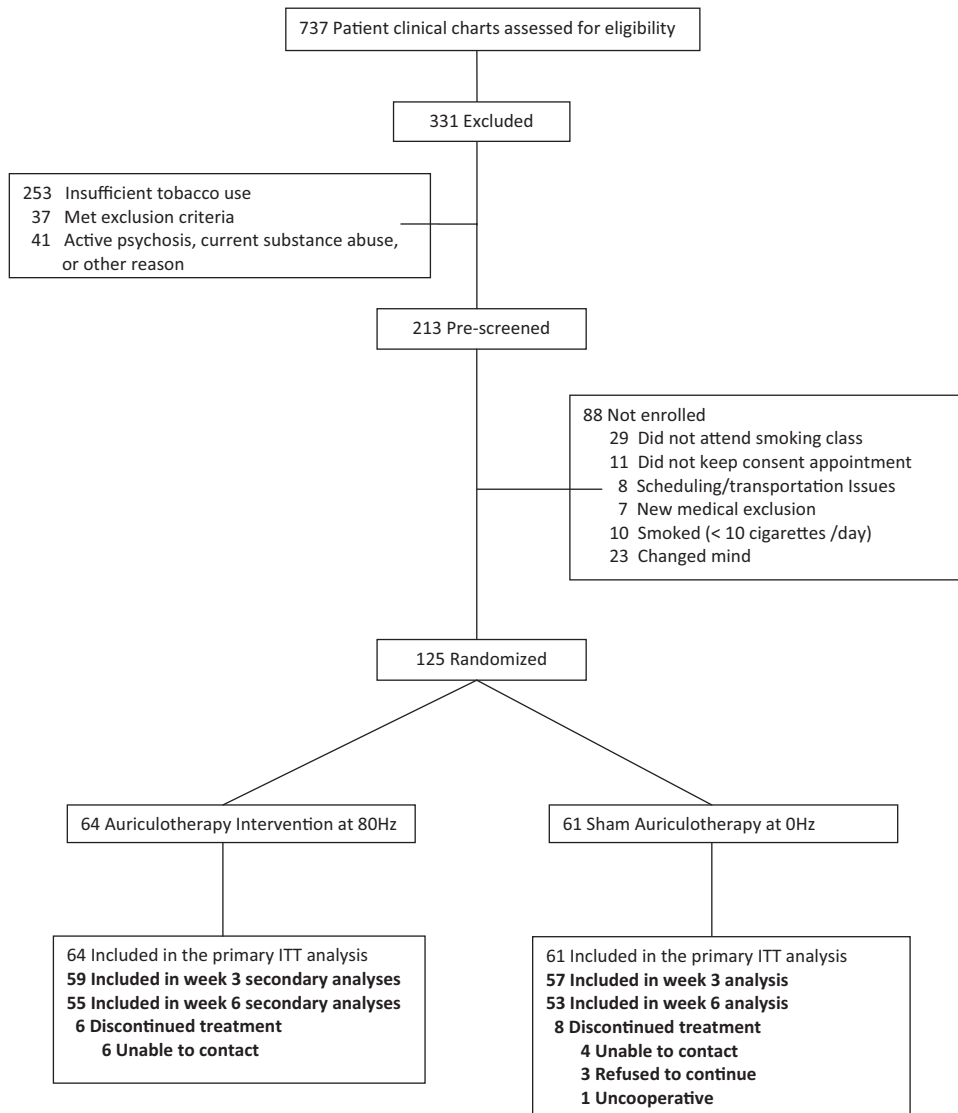 737 Patient clinical charts assessed for eligibility
331 Excluded
253 Insufficient tobacco use
37 Met exclusion criteria
41 Active psychosis, current substance abuse,
or other reason
213 Pre-screened
88 Not enrolled
29 Did not attend smoking class
11 Did not keep consent appointment
8 Scheduling/transportation Issues
7 New medical exclusion
10 Smoked (< 10 cigarettes /day)
23 Changed mind
125 Randomized
64 Auriculotherapy Intervention at 80Hz
61 Sham Auriculotherapy at 0Hz
64 Included in the primary ITT analysis
59 Included in week 3 secondary analyses
55 Included in week 6 secondary analyses
6 Discontinued treatment
6 Unable to contact
61 Included in the primary ITT analysis
57 Included in week 3 analysis
53 Included in week 6 analysis
8 Discontinued treatment
4 Unable to contact
3 Refused to continue
1 Uncooperative